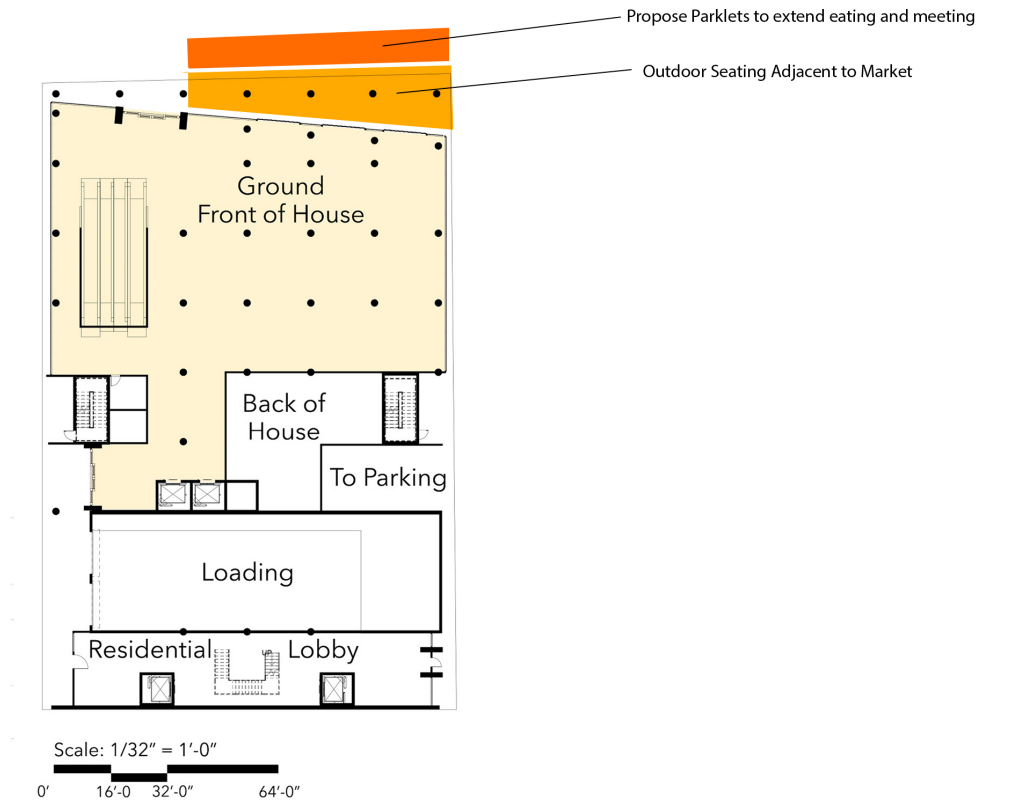 Propose Parklets to extend eating and meeting
Outdoor Seating Adjacent to Market
Ground
Front of House
Back of
House
To Parking
Loading
Residential
UP
Lobby
Scale: 1/32” = 1’-0”
0’
16’-0
32’-0”
64’-0”